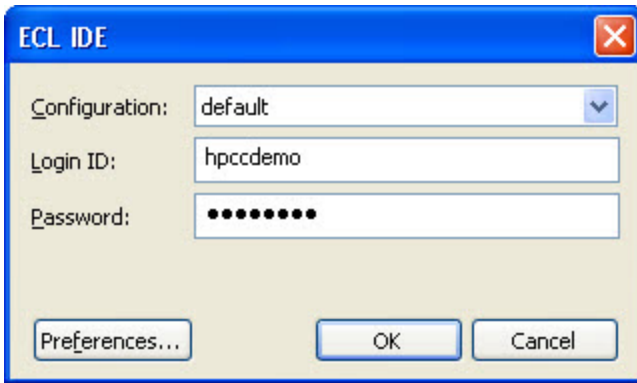 ECL IDE
Configuration: default
Login ID: hpccdemo
Password: ●●●●●●●●
Preferences... OK Cancel